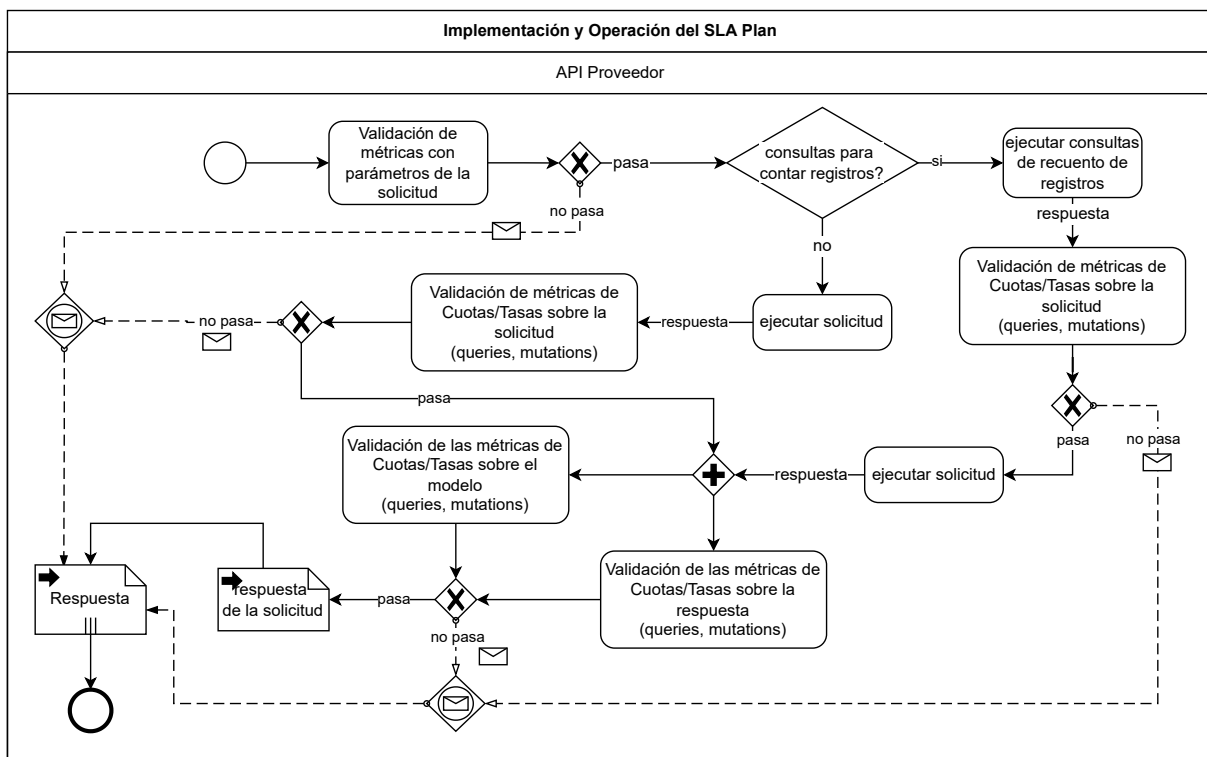 Implementación y Operación del SLA Plan
API Proveedor
Validación de
métricas con
parámetros de la
solicitud
pasa
no pasa
consultas para
contar registros?
si
no
ejecutar consultas
de recuento de
registros
respuesta
Validación de métricas de
Cuotas/Tasas sobre la
solicitud
(queries, mutations)
ejecutar solicitud
respuesta
Validación de métricas de
Cuotas/Tasas sobre la
solicitud
(queries, mutations)
no pasa
pasa
pasa
no pasa
ejecutar solicitud
respuesta
Validación de las métricas de
Cuotas/Tasas sobre el
modelo
(queries, mutations)
Validación de las métricas de
Cuotas/Tasas sobre la
respuesta
(queries, mutations)
pasa
no pasa
respuesta
de la solicitud
Respuesta